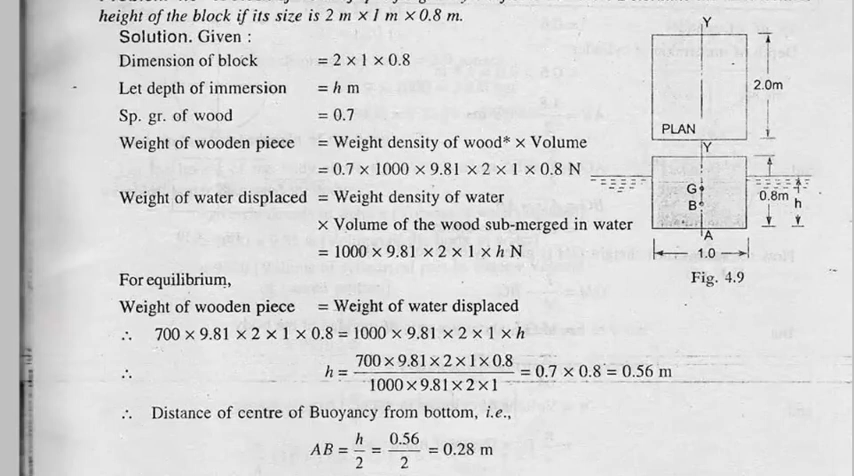 height of the block if its size is 2 m × 1 m × 0.8 m.
Solution. Given :
Dimension of block = 2 × 1 × 0.8
Let depth of immersion = h m
Sp. gr. of wood = 0.7
Weight of wooden piece = Weight density of wood* × Volume
= 0.7 × 1000 × 9.81 × 2 × 1 × 0.8 N
Weight of water displaced = Weight density of water
× Volume of the wood sub-merged in water
= 1000 × 9.81 × 2 × 1 × h N
For equilibrium,
Weight of wooden piece = Weight of water displaced
∴ 700 × 9.81 × 2 × 1 × 0.8 = 1000 × 9.81 × 2 × 1 × h
∴ h = 700 × 9.81 × 2 × 1 × 0.8 / 1000 × 9.81 × 2 × 1 = 0.7 × 0.8 = 0.56 m
∴ Distance of centre of Buoyancy from bottom, i.e.,
AB = h/2 = 0.56/2 = 0.28 m
Y
2.0m
PLAN
Y
G
B
0.8m
h
A
1.0
Fig. 4.9